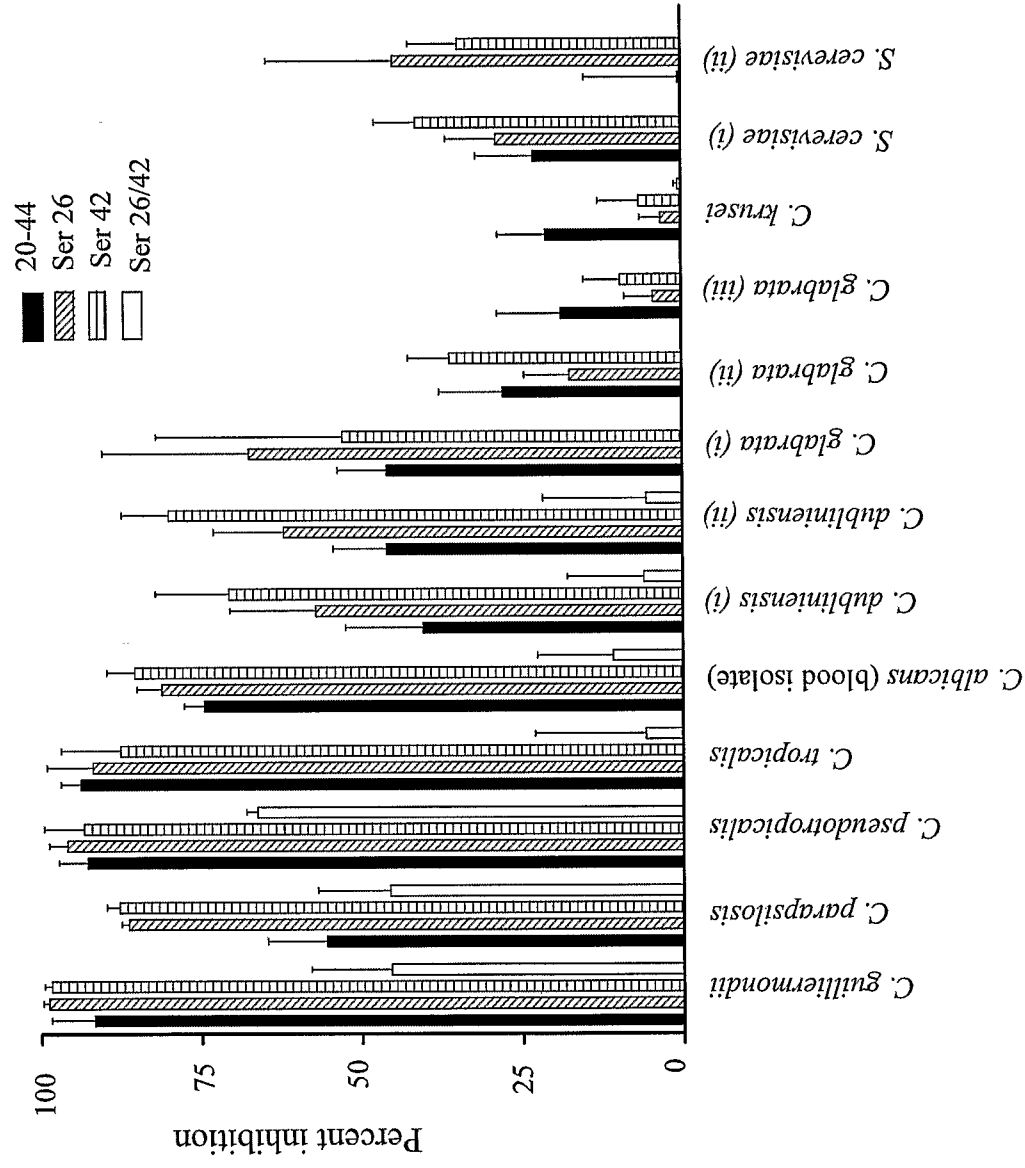 20-44
Ser 26
Ser 42
Ser 26/42
Percent inhibition
100
75
50
25
0
C. guilliermondii
C. parapsilosis
C. pseudotropicalis
C. tropicalis
C. albicans (blood isolate)
C. dubliniensis (i)
C. dubliniensis (ii)
C. glabrata (i)
C. glabrata (ii)
C. glabrata (iii)
C. krusei
S. cerevisiae (i)
S. cerevisiae (ii)